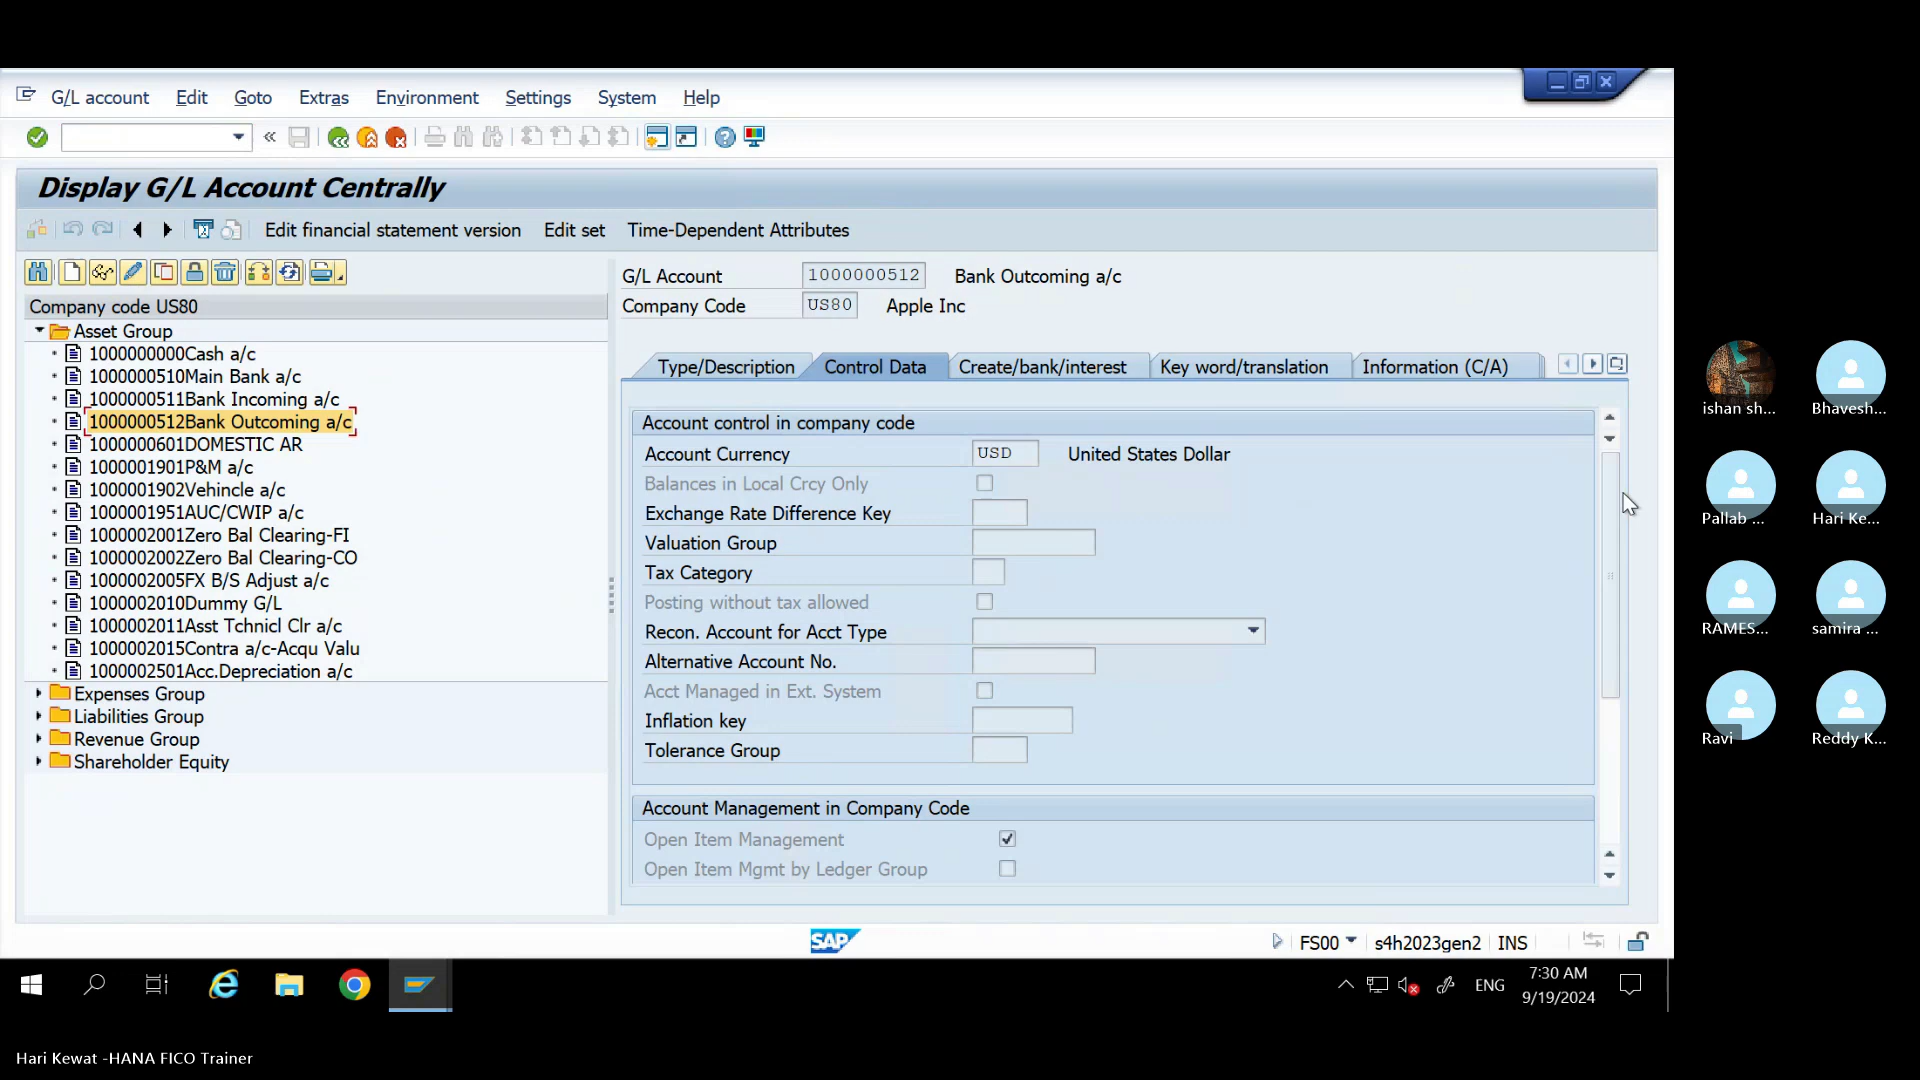 G/L account Edit Goto Extras Environment Settings System Help
Display G/L Account Centrally
Edit financial statement version Edit set Time-Dependent Attributes
Company code US80
Asset Group
1000000000Cash a/c
1000000510Main Bank a/c
1000000511Bank Incoming a/c
1000000512Bank Outcoming a/c
1000000601DOMESTIC AR
1000001901P&M a/c
1000001902Vehincle a/c
1000001951AUC/CWIP a/c
1000002001Zero Bal Clearing-FI
1000002002Zero Bal Clearing-CO
1000002005FX B/S Adjust a/c
1000002010Dummy G/L
1000002011Asst Tchnicl Clr a/c
1000002015Contra a/c-Acqu Valu
1000002501Acc.Depreciation a/c
Expenses Group
Liabilities Group
Revenue Group
Shareholder Equity
G/L Account 1000000512 Bank Outcoming a/c
Company Code US80 Apple Inc
Type/Description Control Data Create/bank/interest Key word/translation Information (C/A)
Account control in company code
Account Currency USD United States Dollar
Balances in Local Crcy Only
Exchange Rate Difference Key
Valuation Group
Tax Category
Posting without tax allowed
Recon. Account for Acct Type
Alternative Account No.
Acct Managed in Ext. System
Inflation key
Tolerance Group
Account Management in Company Code
Open Item Management
Open Item Mgmt by Ledger Group
SAP
FS00 s4h2023gen2 INS
ENG
7:30 AM
9/19/2024
ishan sh... Bhavesh...
Pallab ... Hari Ke...
RAMES... samira ...
Ravi Reddy K...
Hari Kewat -HANA FICO Trainer